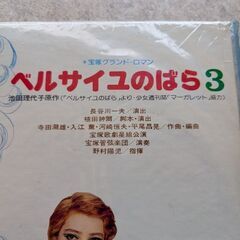 ★宝塚グランド・ロマン
ベルサイユのばら3
池田理代子原作(「ベルサイユのばら」より・少女週刊誌「マーガレット」協力)
長谷川一夫/演出
植田紳爾/脚本・演出
寺田瀧雄・入江薫・河崎恒夫・平尾昌晃/作曲・編曲
宝塚歌劇星組公演
宝塚管弦楽団/演奏
野村陽児/指揮